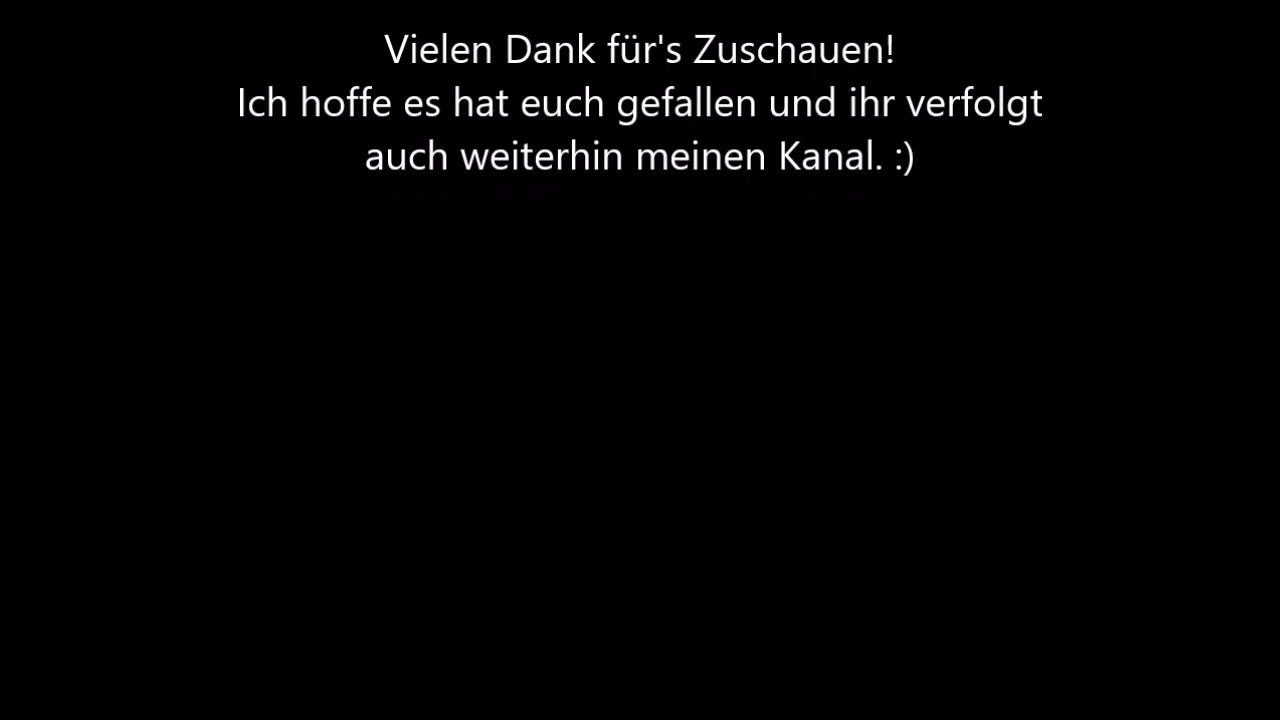 Vielen Dank für's Zuschauen!
Ich hoffe es hat euch gefallen und ihr verfolgt
auch weiterhin meinen Kanal. :)